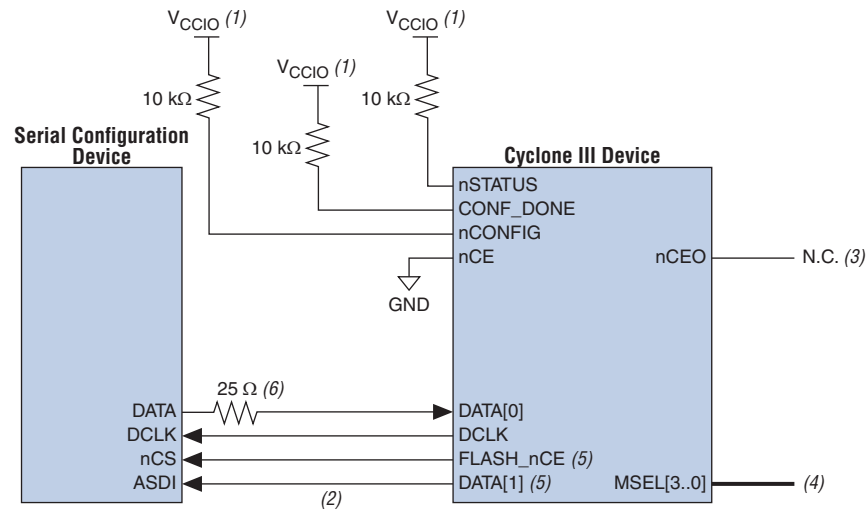 VCCIO (1)
VCCIO (1)
VCCIO (1)
10 kΩ
10 kΩ
10 kΩ
Serial Configuration
Device
Cyclone III Device
nSTATUS
CONF_DONE
nCONFIG
nCE
nCEO
N.C. (3)
GND
25 Ω (6)
DATA
DATA[0]
DCLK
DCLK
nCS
FLASH_nCE (5)
ASDI
(2)
DATA[1] (5)
MSEL[3..0]
(4)